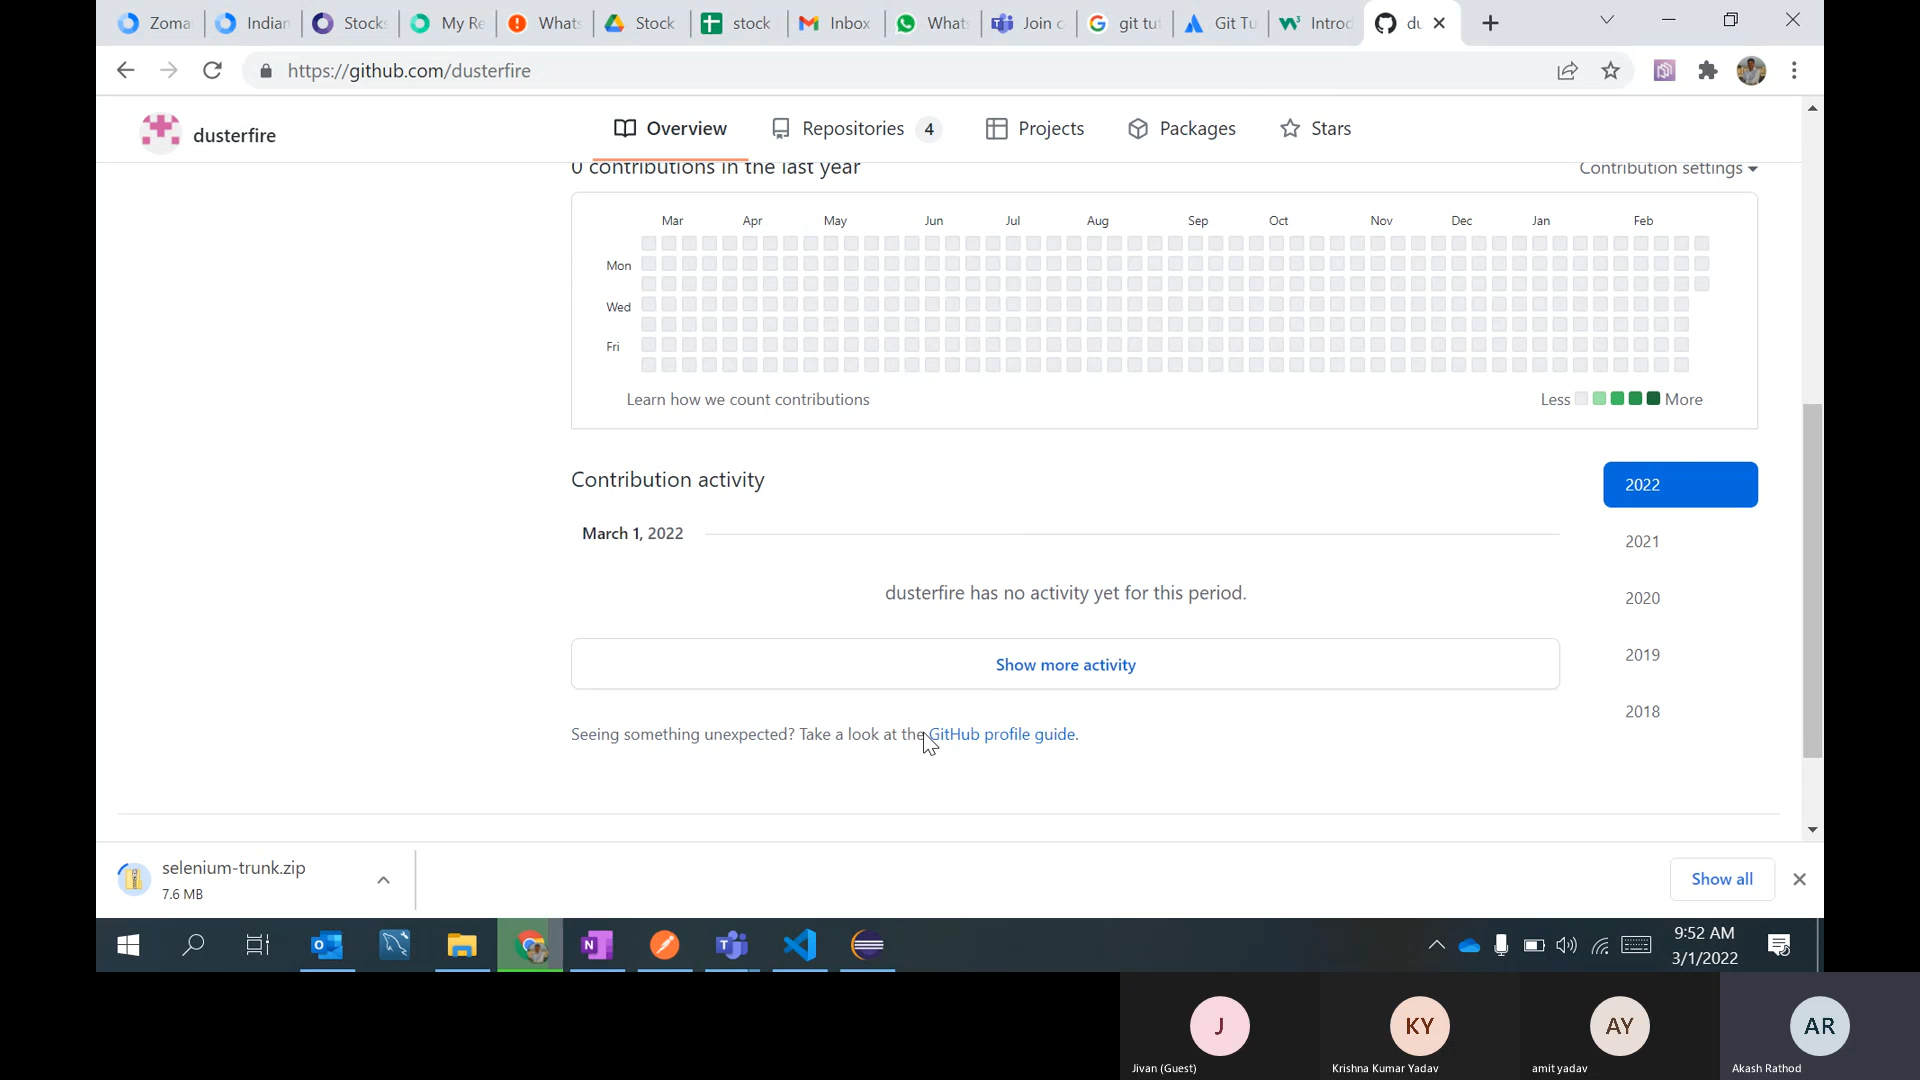 Zoma
Indian
Stocks
My Re
Whats
Stock
stock
Inbox
Whats
Join c
git tut
Git Tu
Introd
du
https://github.com/dusterfire
dusterfire
Overview
Repositories 4
Projects
Packages
Stars
0 contributions in the last year
Contribution settings
Mar Apr May Jun Jul Aug Sep Oct Nov Dec Jan Feb
Mon
Wed
Fri
Learn how we count contributions
Less More
Contribution activity
2022
March 1, 2022
2021
dusterfire has no activity yet for this period.
2020
Show more activity
2019
2018
Seeing something unexpected? Take a look at the GitHub profile guide.
selenium-trunk.zip
7.6 MB
Show all
9:52 AM
3/1/2022
J
KY
AY
AR
Jivan (Guest)
Krishna Kumar Yadav
amit yadav
Akash Rathod